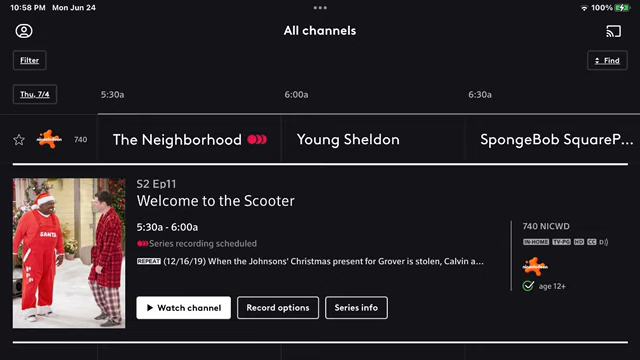 10:58 PM Mon Jun 24
100%
All channels
Filter
Find
Thu, 7/4
5:30a
6:00a
6:30a
nickelodeon
740
The Neighborhood
Young Sheldon
SpongeBob SquareP...
S2 Ep11
Welcome to the Scooter
5:30a - 6:00a
Series recording scheduled
REPEAT (12/16/19) When the Johnsons' Christmas present for Grover is stolen, Calvin a...
Watch channel
Record options
Series info
740 NICWD
IN-HOME TV-PG HD CC D))
nickelodeon
age 12+
SANTA